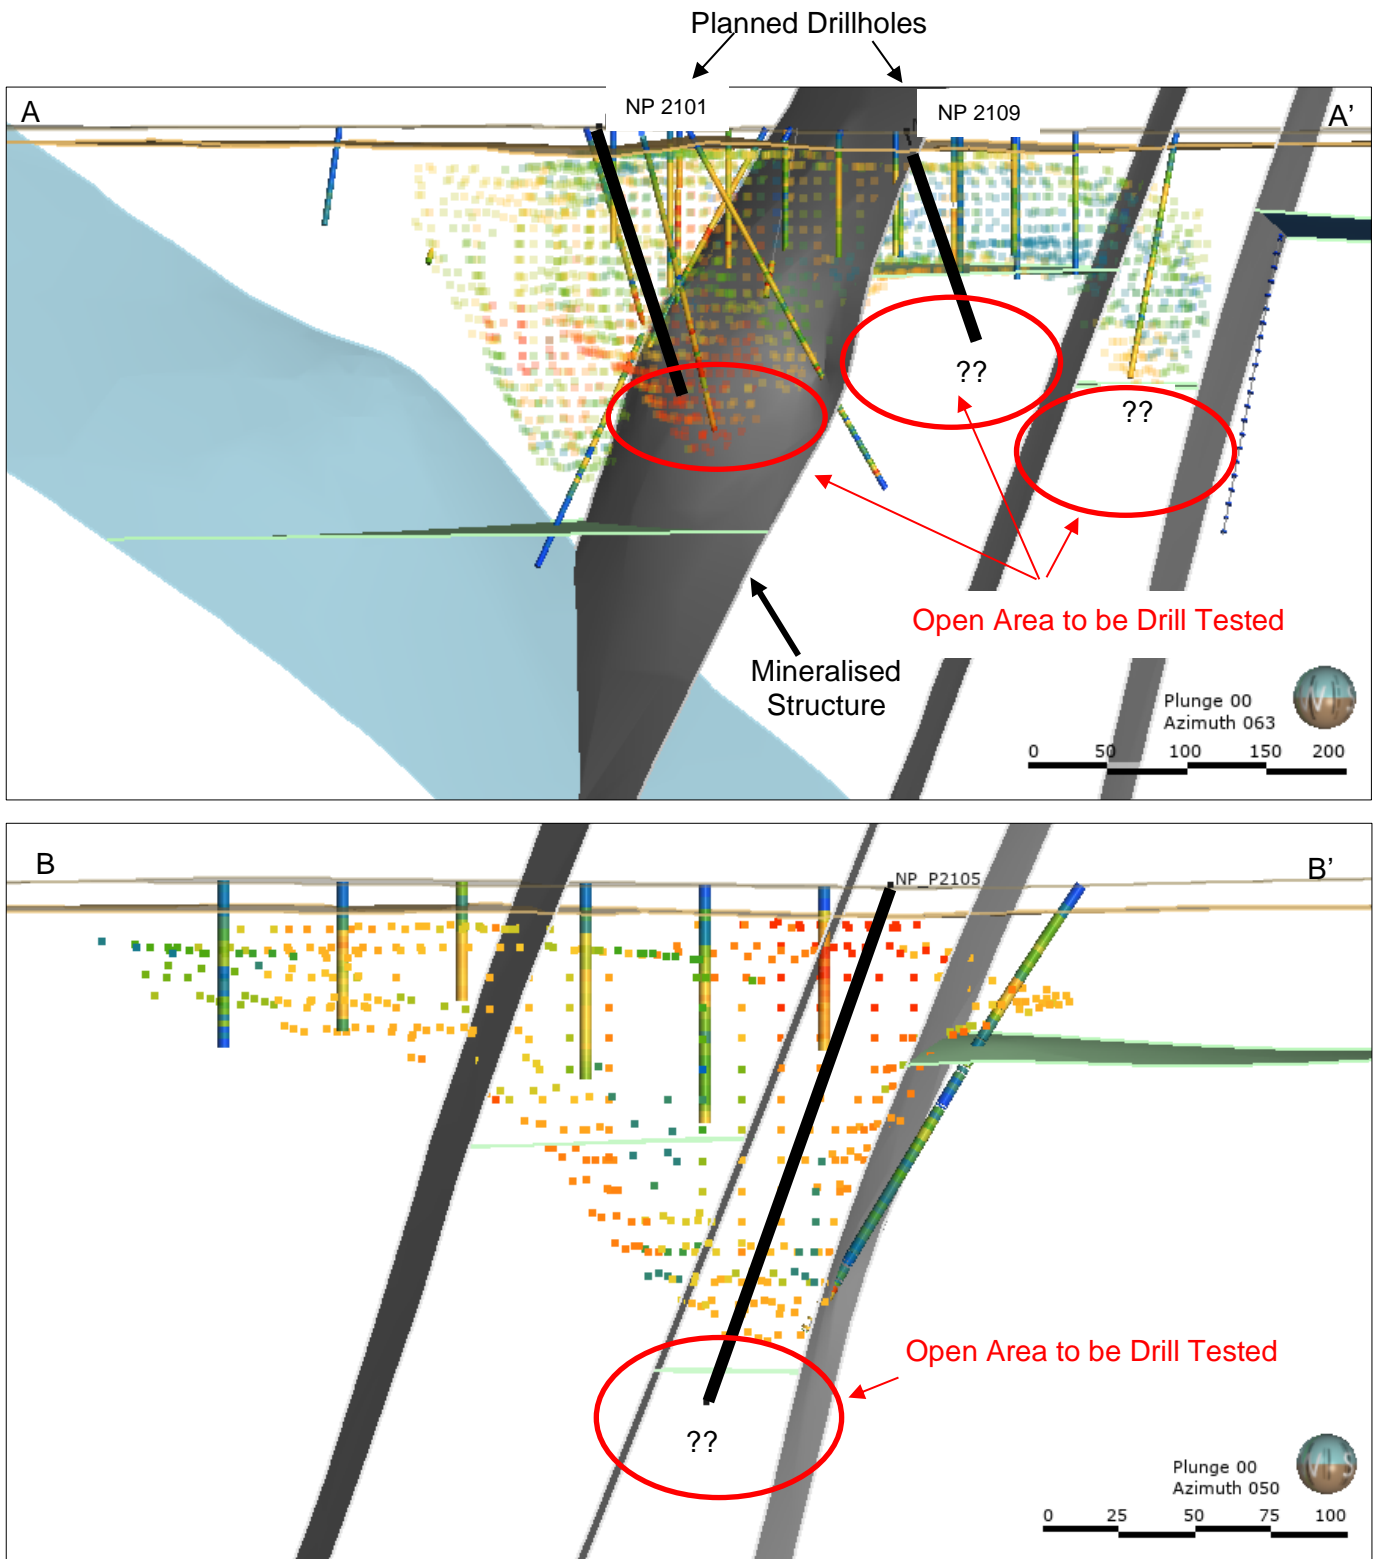 Planned Drillholes
A
NP 2101
NP 2109
A’
??
??
Open Area to be Drill Tested
Mineralised
Structure
Plunge 00
Azimuth 063
0 50 100 150 200
B
NP_P2105
B’
Open Area to be Drill Tested
??
Plunge 00
Azimuth 050
0 25 50 75 100